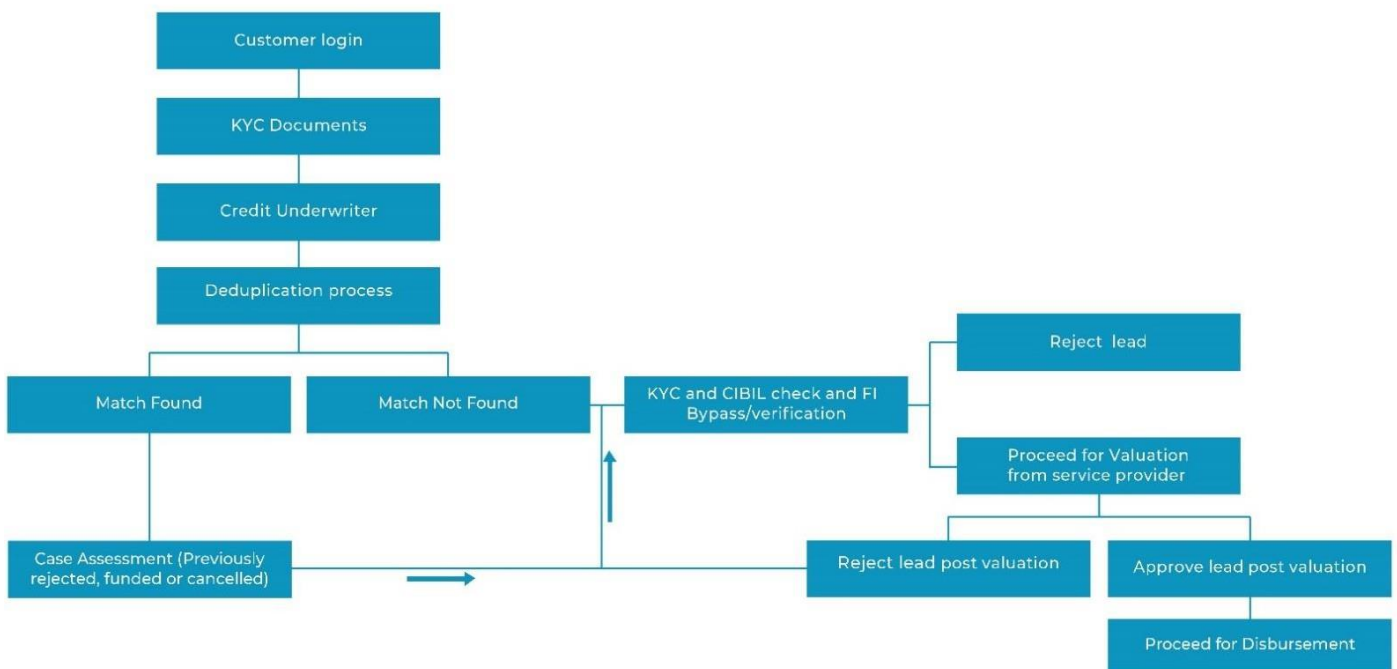 Customer login
KYC Documents
Credit Underwriter
Deduplication process
Match Found
Match Not Found
KYC and CIBIL check and FI
Bypass/verification
Reject lead
Proceed for Valuation
from service provider
Case Assessment (Previously
rejected, funded or cancelled)
Reject lead post valuation
Approve lead post valuation
Proceed for Disbursement